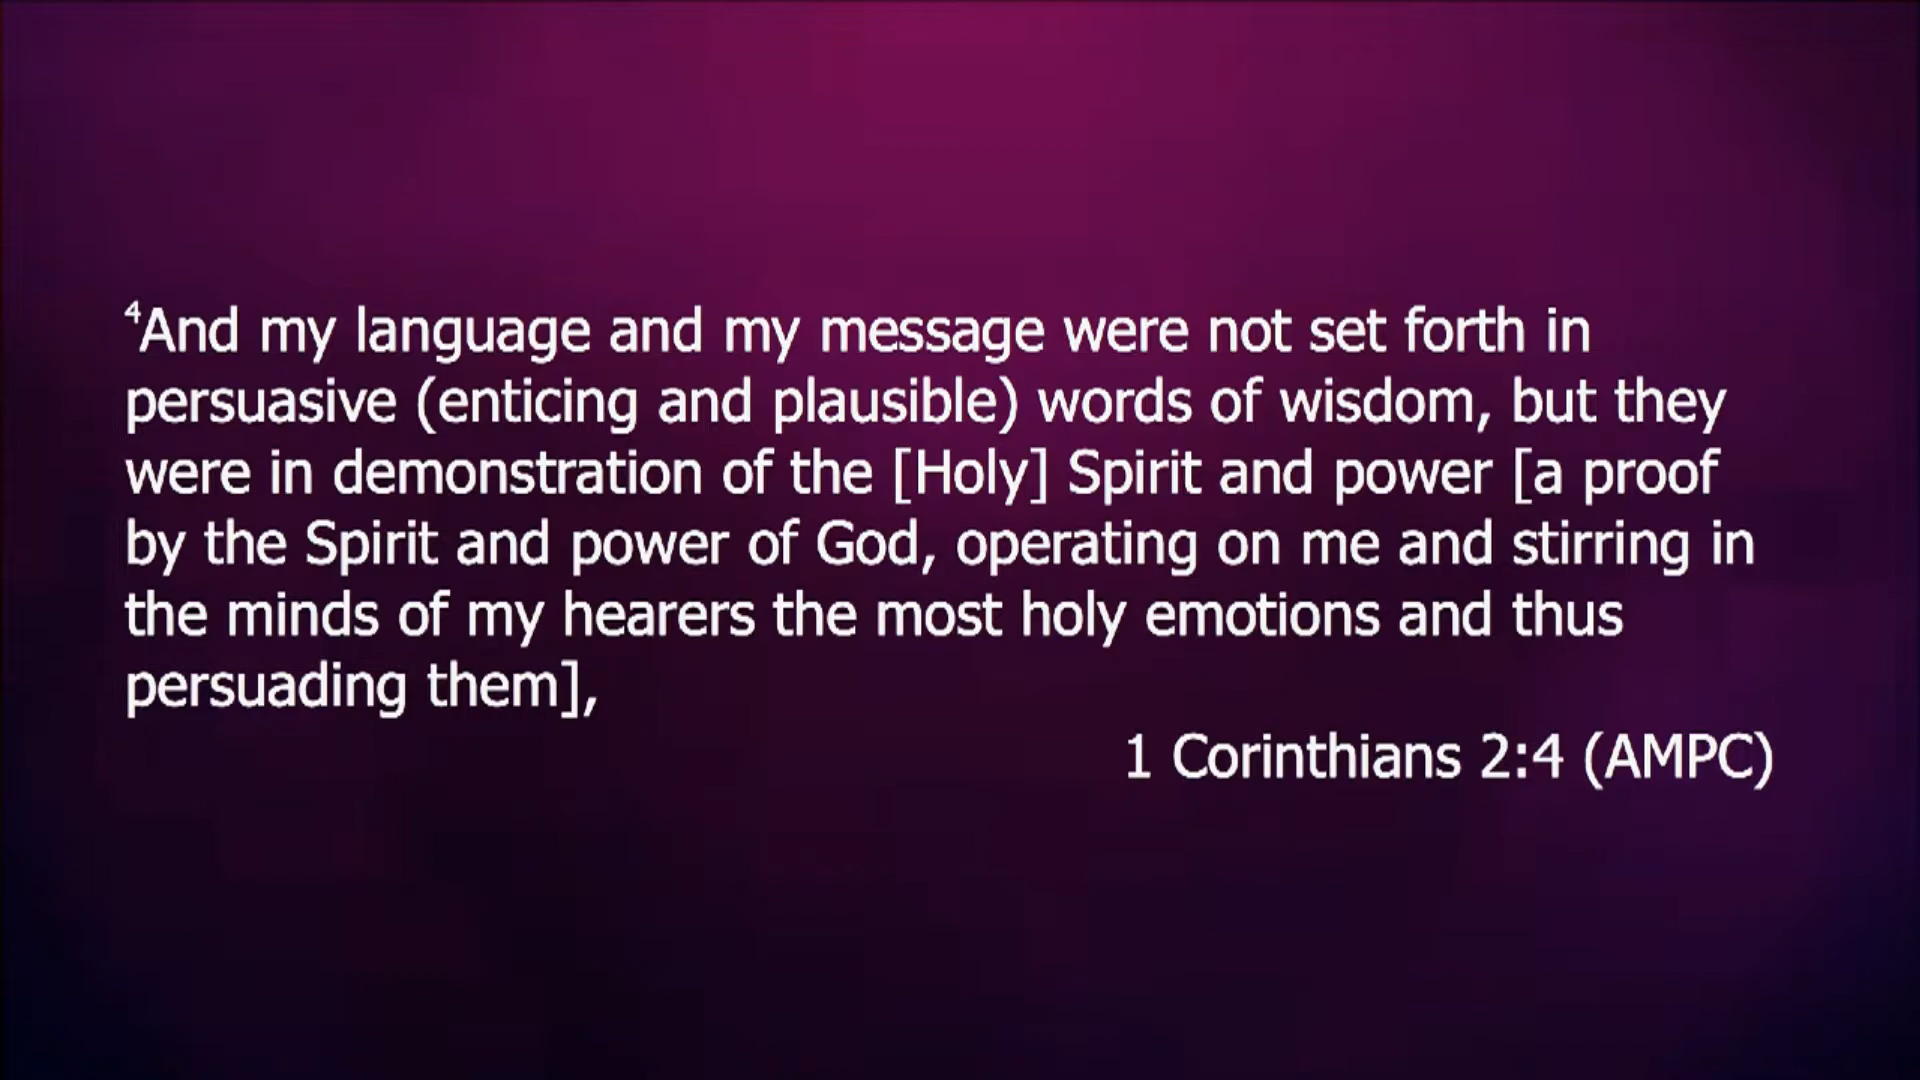 ⁴And my language and my message were not set forth in
persuasive (enticing and plausible) words of wisdom, but they
were in demonstration of the [Holy] Spirit and power [a proof
by the Spirit and power of God, operating on me and stirring in
the minds of my hearers the most holy emotions and thus
persuading them],
1 Corinthians 2:4 (AMPC)